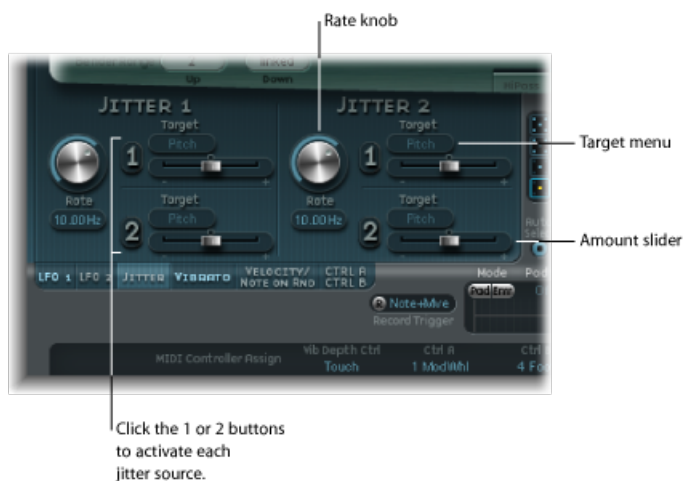 Rate knob
Up
Down
JITTER 1
JITTER 2
Target
Target
Pitch
Pitch
Target menu
1
1
- +
- +
Rate
Rate
Target
Target
10.00Hz
Pitch
10.00Hz
Pitch
2
2
Amount slider
- +
- +
LFO 1
LFO 2
JITTER
VIBRATO
VELOCITY/
NOTE ON RND
CTRL A
CTRL B
Mode
Pad Env
R
Note+Mve
Record Trigger
MIDI Controller Assign
Vib Depth Ctrl
Touch
Ctrl A
1 ModWhl
Click the 1 or 2 buttons
to activate each
jitter source.